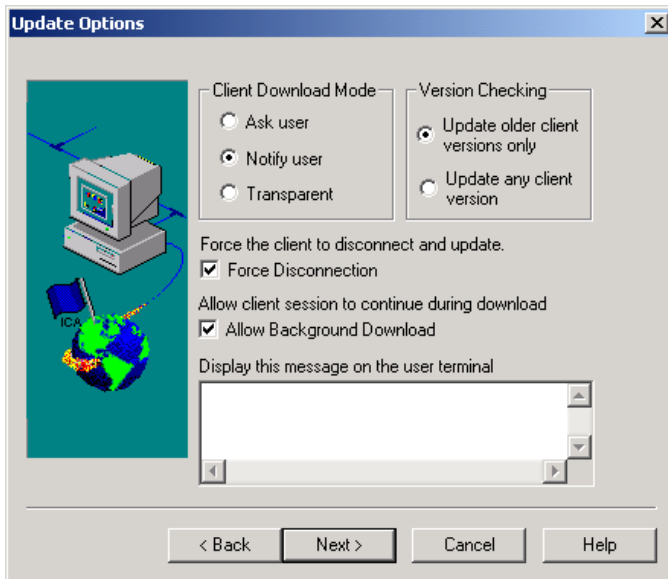 Update Options
Client Download Mode
Ask user
Notify user
Transparent
Version Checking
Update older client
versions only
Update any client
version
Force the client to disconnect and update.
Force Disconnection
Allow client session to continue during download
Allow Background Download
Display this message on the user terminal
ICA
< Back
Next >
Cancel
Help